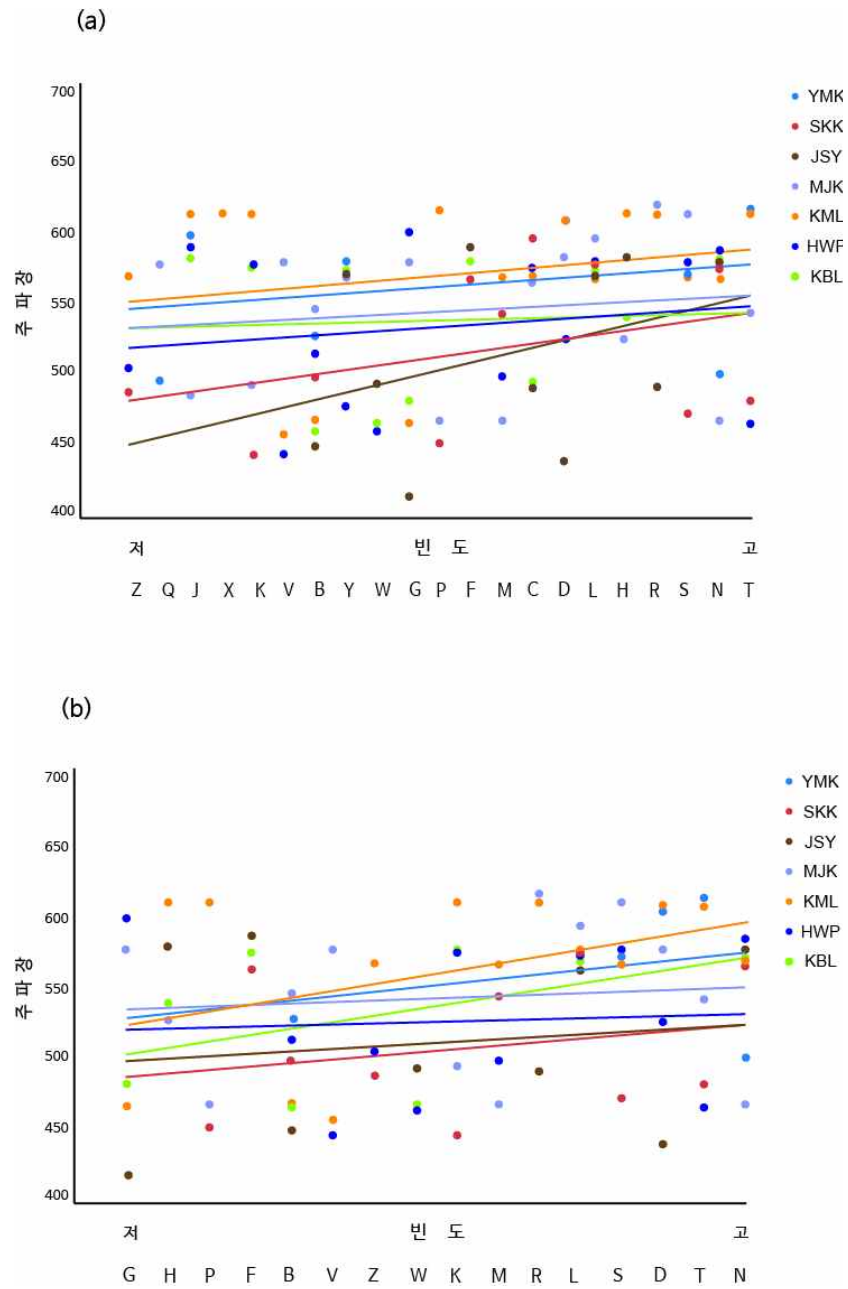 (a)
700
650
600
550
500
450
400
주 파 장
YMK
SKK
JSY
MJK
KML
HWP
KBL
저 빈 도 고
Z Q J X K V B Y W G P F M C D L H R S N T
(b)
700
650
600
550
500
450
400
주 파 장
YMK
SKK
JSY
MJK
KML
HWP
KBL
저 빈 도 고
G H P F B V Z W K M R L S D T N